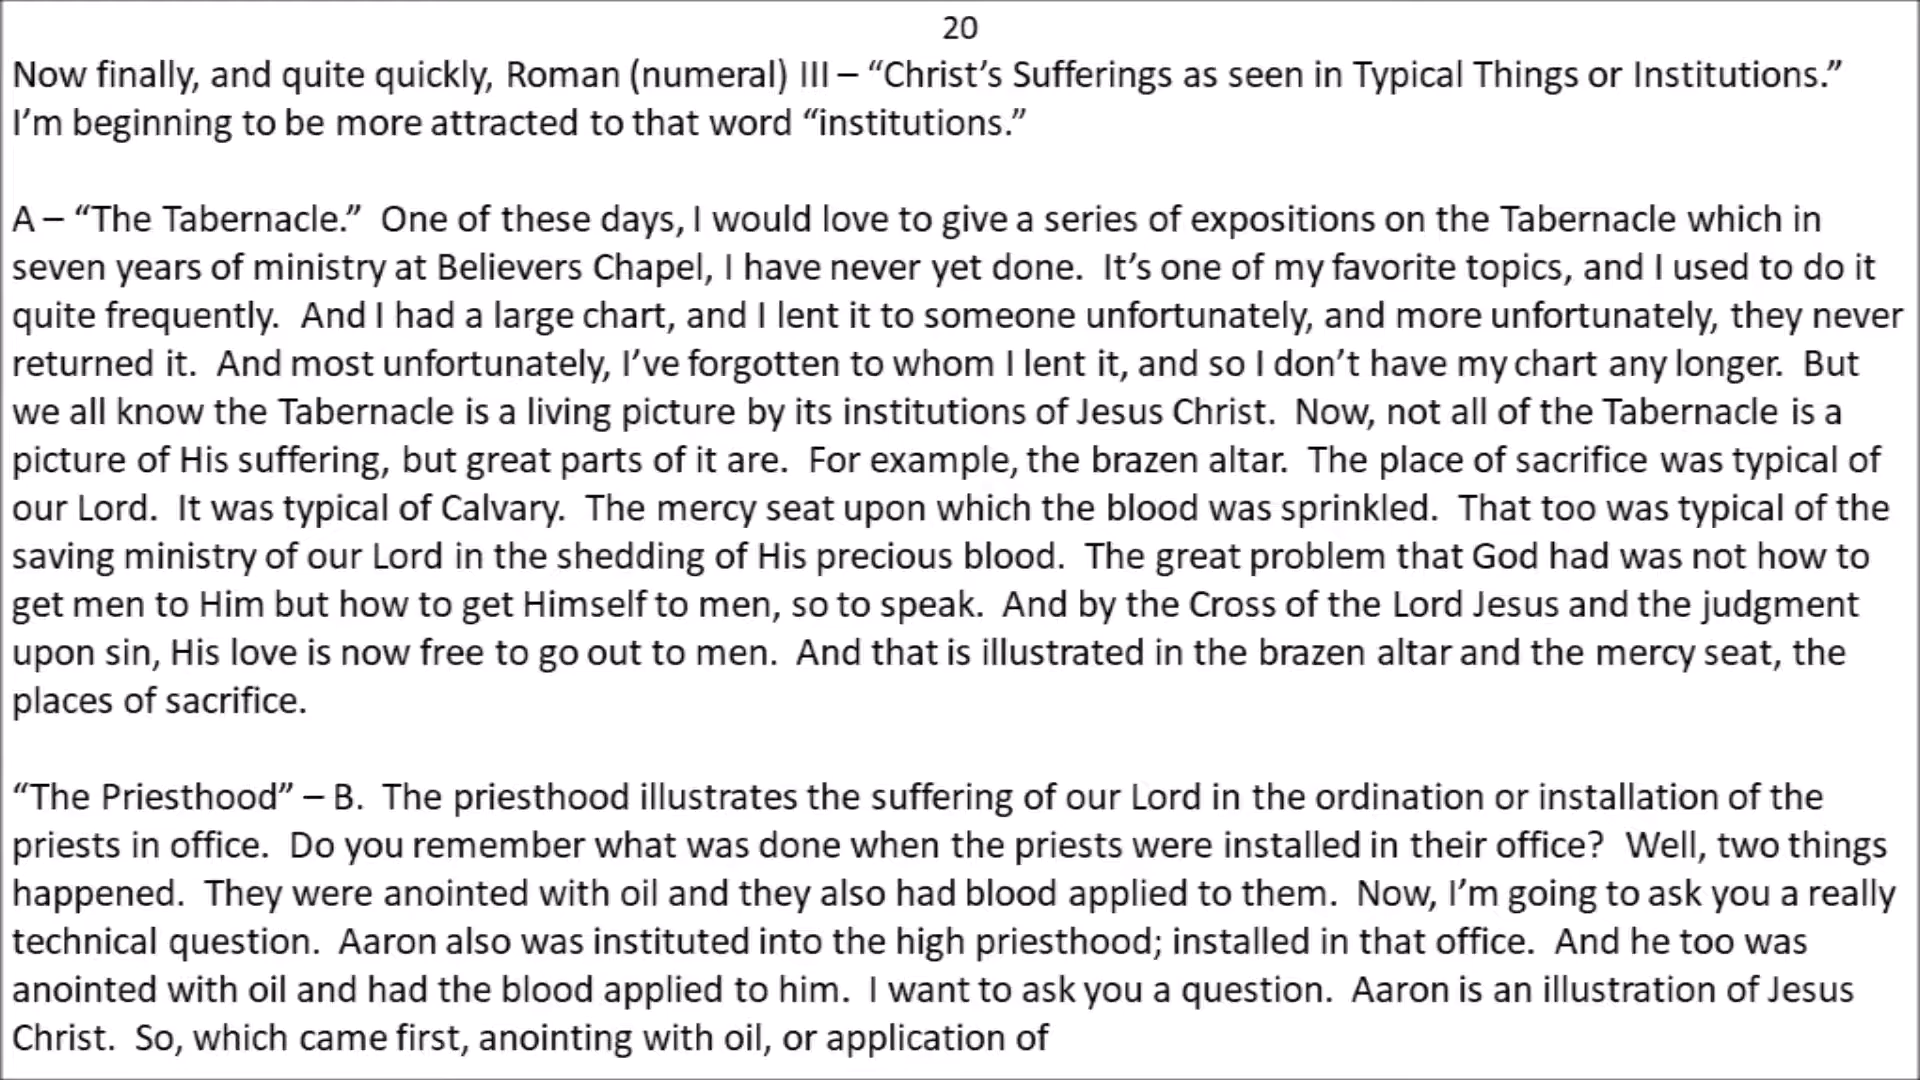 20
Now finally, and quite quickly, Roman (numeral) III – “Christ’s Sufferings as seen in Typical Things or Institutions.”
I’m beginning to be more attracted to that word “institutions.”
A – “The Tabernacle.”  One of these days, I would love to give a series of expositions on the Tabernacle which in
seven years of ministry at Believers Chapel, I have never yet done.  It’s one of my favorite topics, and I used to do it
quite frequently.  And I had a large chart, and I lent it to someone unfortunately, and more unfortunately, they never
returned it.  And most unfortunately, I’ve forgotten to whom I lent it, and so I don’t have my chart any longer.  But
we all know the Tabernacle is a living picture by its institutions of Jesus Christ.  Now, not all of the Tabernacle is a
picture of His suffering, but great parts of it are.  For example, the brazen altar.  The place of sacrifice was typical of
our Lord.  It was typical of Calvary.  The mercy seat upon which the blood was sprinkled.  That too was typical of the
saving ministry of our Lord in the shedding of His precious blood.  The great problem that God had was not how to
get men to Him but how to get Himself to men, so to speak.  And by the Cross of the Lord Jesus and the judgment
upon sin, His love is now free to go out to men.  And that is illustrated in the brazen altar and the mercy seat, the
places of sacrifice.
“The Priesthood” – B.  The priesthood illustrates the suffering of our Lord in the ordination or installation of the
priests in office.  Do you remember what was done when the priests were installed in their office?  Well, two things
happened.  They were anointed with oil and they also had blood applied to them.  Now, I’m going to ask you a really
technical question.  Aaron also was instituted into the high priesthood; installed in that office.  And he too was
anointed with oil and had the blood applied to him.  I want to ask you a question.  Aaron is an illustration of Jesus
Christ.  So, which came first, anointing with oil, or application of